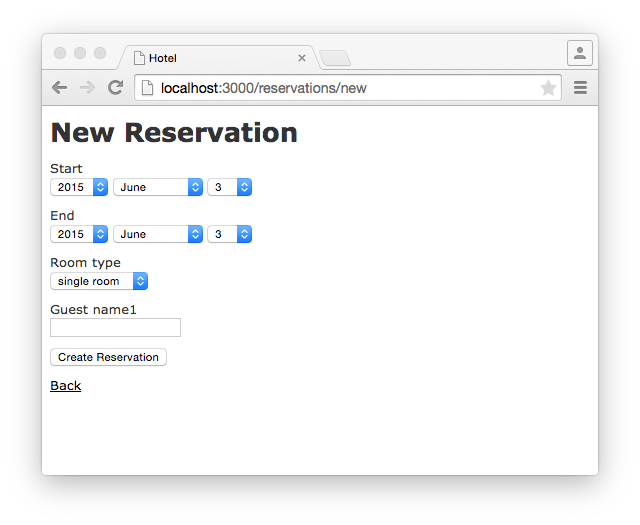 Hotel
localhost:3000/reservations/new
New Reservation
Start
2015 June 3
End
2015 June 3
Room type
single room
Guest name1
Create Reservation
Back